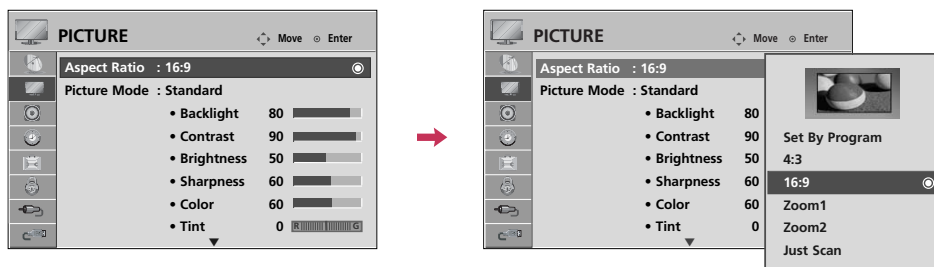 PICTURE
Move
Enter
Aspect Ratio : 16:9
Picture Mode : Standard
• Backlight 80
• Contrast 90
• Brightness 50
• Sharpness 60
• Color 60
• Tint 0 R G
PICTURE
Move
Enter
Aspect Ratio : 16:9
Picture Mode : Standard
• Backlight 80
• Contrast 90
• Brightness 50
• Sharpness 60
• Color 60
• Tint 0
Set By Program
4:3
16:9
Zoom1
Zoom2
Just Scan